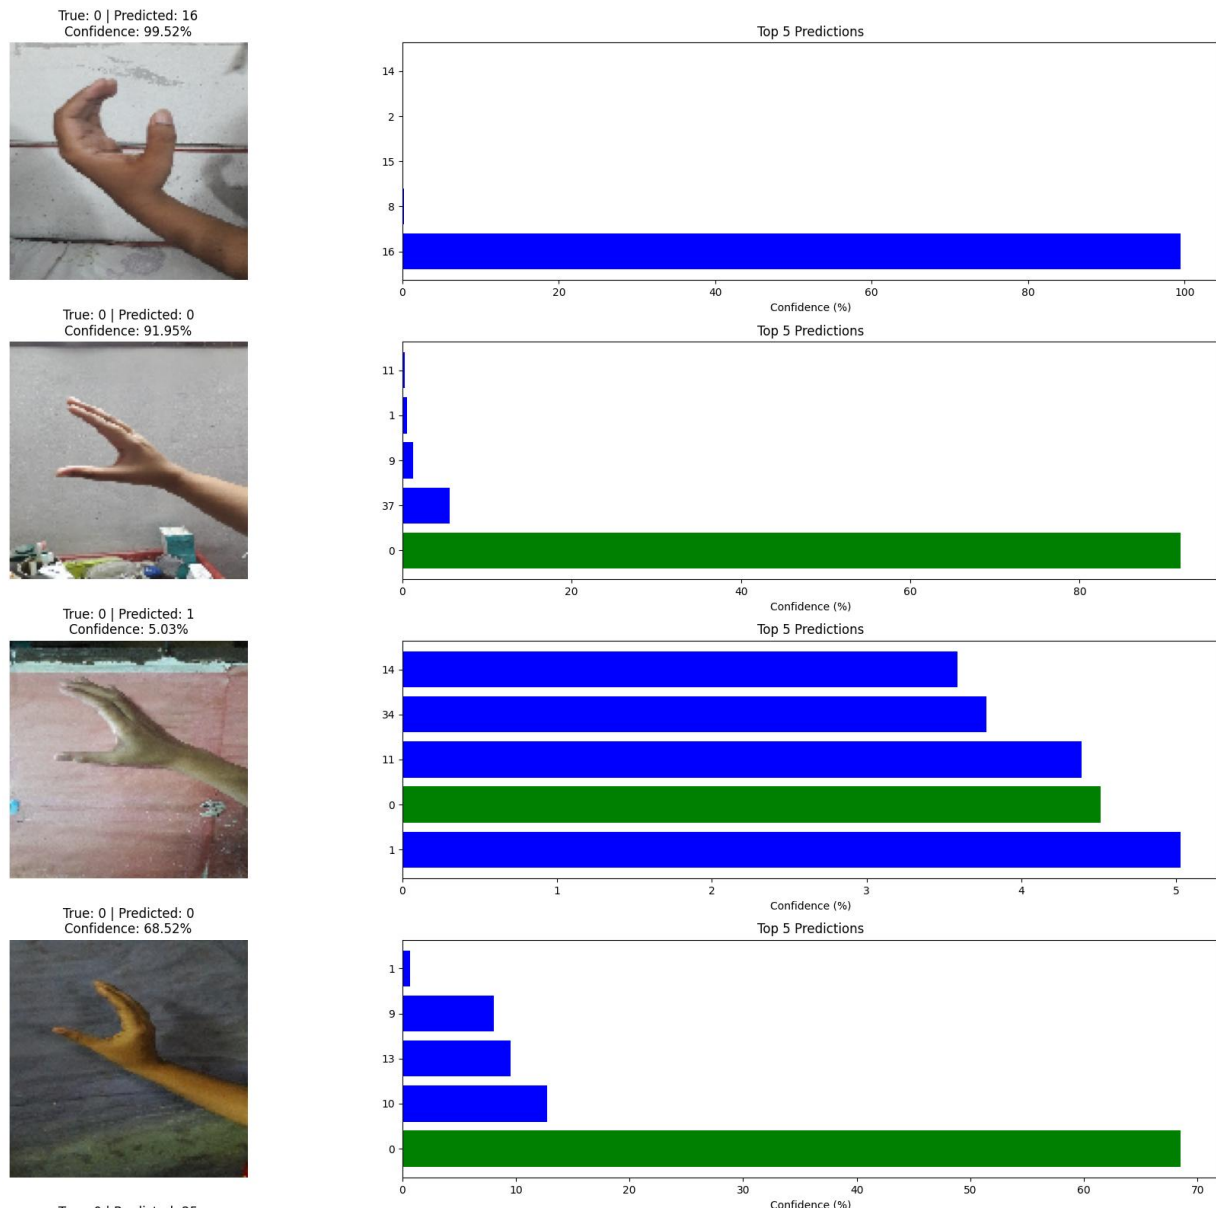 True: 0 | Predicted: 16
Confidence: 99.52%
Top 5 Predictions
14
2
15
8
16
0 20 40 60 80 100
Confidence (%)
True: 0 | Predicted: 0
Confidence: 91.95%
Top 5 Predictions
11
1
9
37
0
0 20 40 60 80
Confidence (%)
True: 0 | Predicted: 1
Confidence: 5.03%
Top 5 Predictions
14
34
11
0
1
0 1 2 3 4 5
Confidence (%)
True: 0 | Predicted: 0
Confidence: 68.52%
Top 5 Predictions
1
9
13
10
0
0 10 20 30 40 50 60 70
Confidence (%)